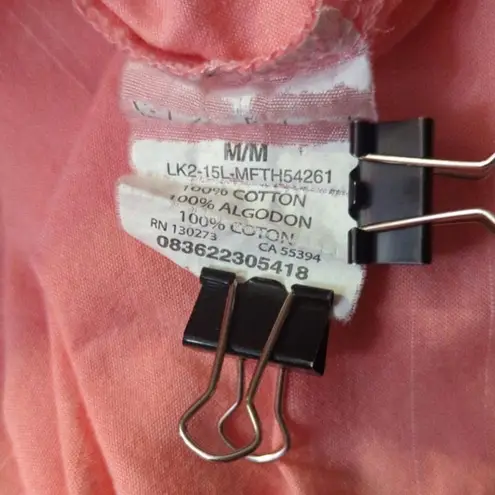 M/M
LK2-15L-MFTH54261
100% COTTON
100% ALGODON
100% COTON
RN 130273 CA 55394
083622305418